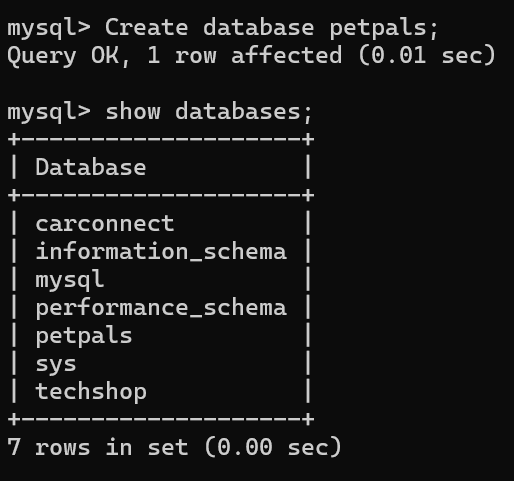 mysql> Create database petpals;
Query OK, 1 row affected (0.01 sec)
mysql> show databases;
+--------------------+
| Database           |
+--------------------+
| carconnect         |
| information_schema |
| mysql              |
| performance_schema |
| petpals            |
| sys                |
| techshop           |
+--------------------+
7 rows in set (0.00 sec)